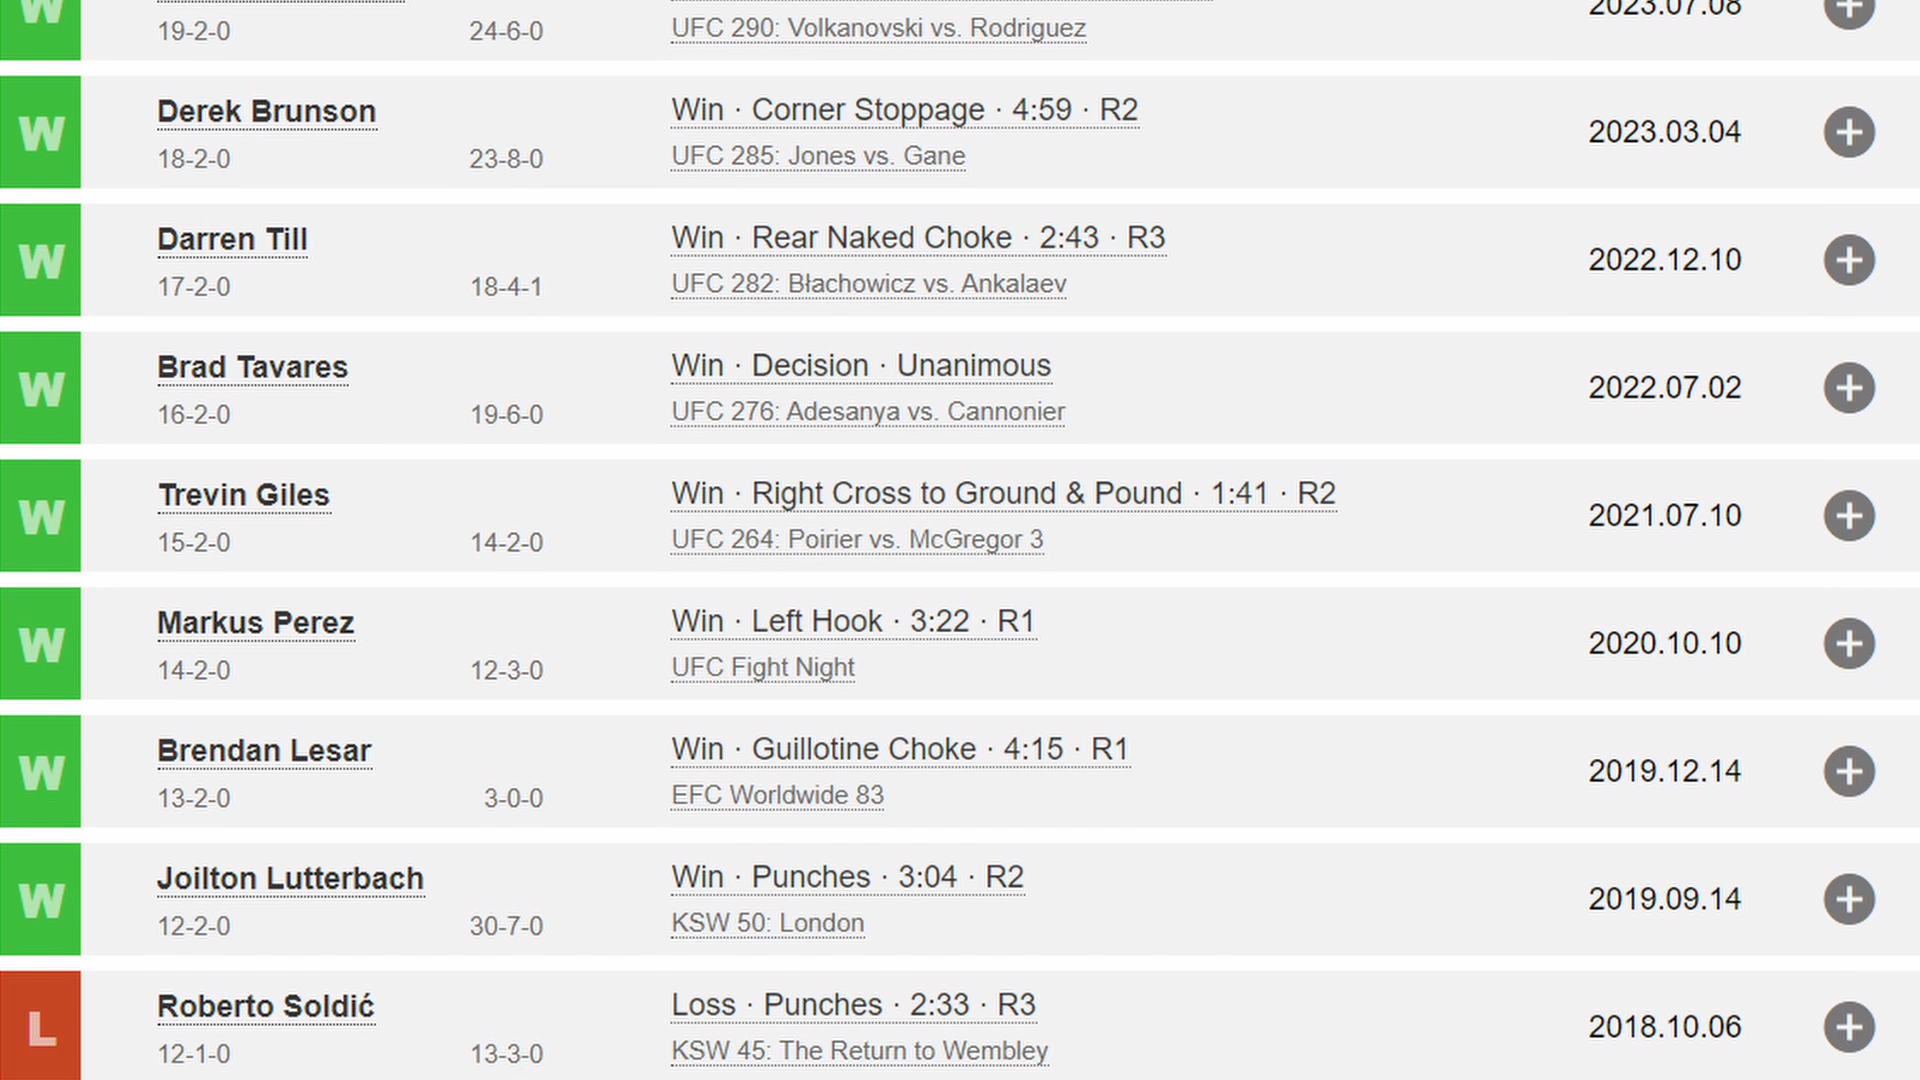 W
19-2-0 24-6-0 UFC 290: Volkanovski vs. Rodriguez 2023.07.08
W
Derek Brunson Win · Corner Stoppage · 4:59 · R2
18-2-0 23-8-0 UFC 285: Jones vs. Gane 2023.03.04
W
Darren Till Win · Rear Naked Choke · 2:43 · R3
17-2-0 18-4-1 UFC 282: Błachowicz vs. Ankalaev 2022.12.10
W
Brad Tavares Win · Decision · Unanimous
16-2-0 19-6-0 UFC 276: Adesanya vs. Cannonier 2022.07.02
W
Trevin Giles Win · Right Cross to Ground & Pound · 1:41 · R2
15-2-0 14-2-0 UFC 264: Poirier vs. McGregor 3 2021.07.10
W
Markus Perez Win · Left Hook · 3:22 · R1
14-2-0 12-3-0 UFC Fight Night 2020.10.10
W
Brendan Lesar Win · Guillotine Choke · 4:15 · R1
13-2-0 3-0-0 EFC Worldwide 83 2019.12.14
W
Joilton Lutterbach Win · Punches · 3:04 · R2
12-2-0 30-7-0 KSW 50: London 2019.09.14
L
Roberto Soldić Loss · Punches · 2:33 · R3
12-1-0 13-3-0 KSW 45: The Return to Wembley 2018.10.06